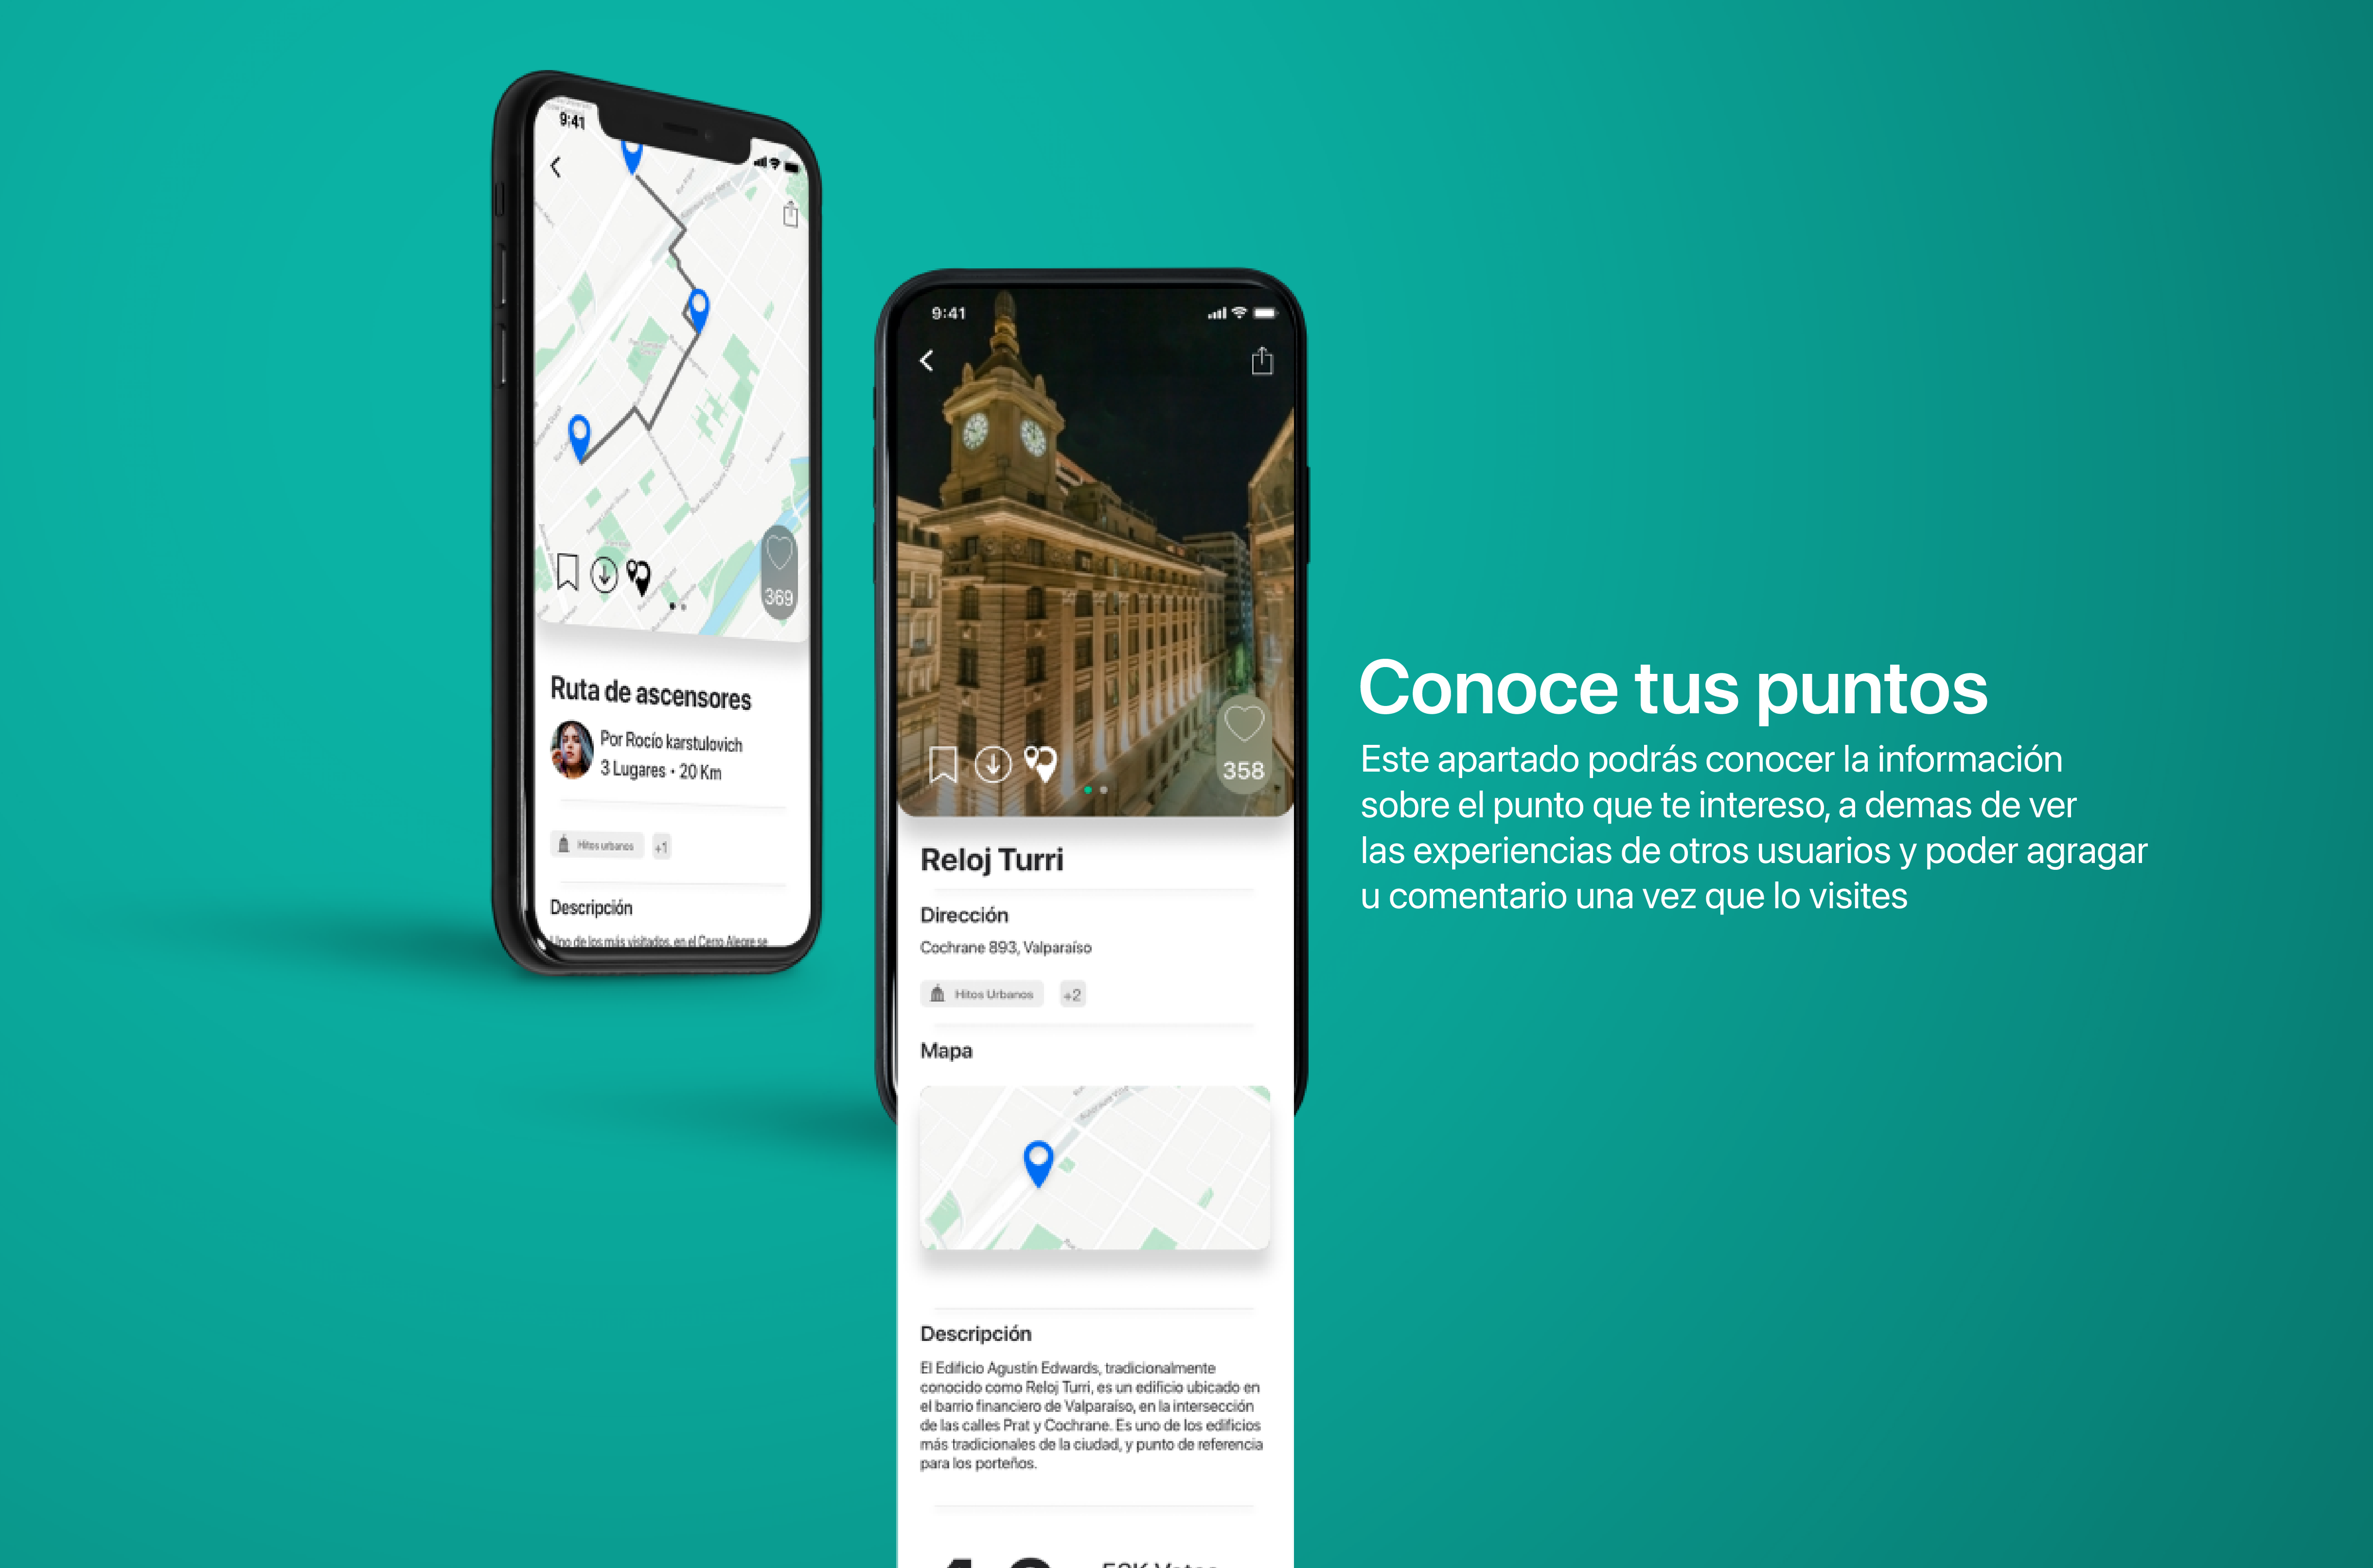 9:41
369
Ruta de ascensores
Por Rocío karstulovich
3 Lugares • 20 Km
Hitos urbanos
+1
Descripción
Uno de los más visitados, en el Cerro Alegre se
9:41
358
Reloj Turri
Dirección
Cochrane 893, Valparaíso
Hitos Urbanos
+2
Mapa
Descripción
El Edificio Agustín Edwards, tradicionalmente
conocido como Reloj Turri, es un edificio ubicado en
el barrio financiero de Valparaíso, en la intersección
de las calles Prat y Cochrane. Es uno de los edificios
más tradicionales de la ciudad, y punto de referencia
para los porteños.
Conoce tus puntos
Este apartado podrás conocer la información
sobre el punto que te intereso, a demas de ver
las experiencias de otros usuarios y poder agragar
u comentario una vez que lo visites